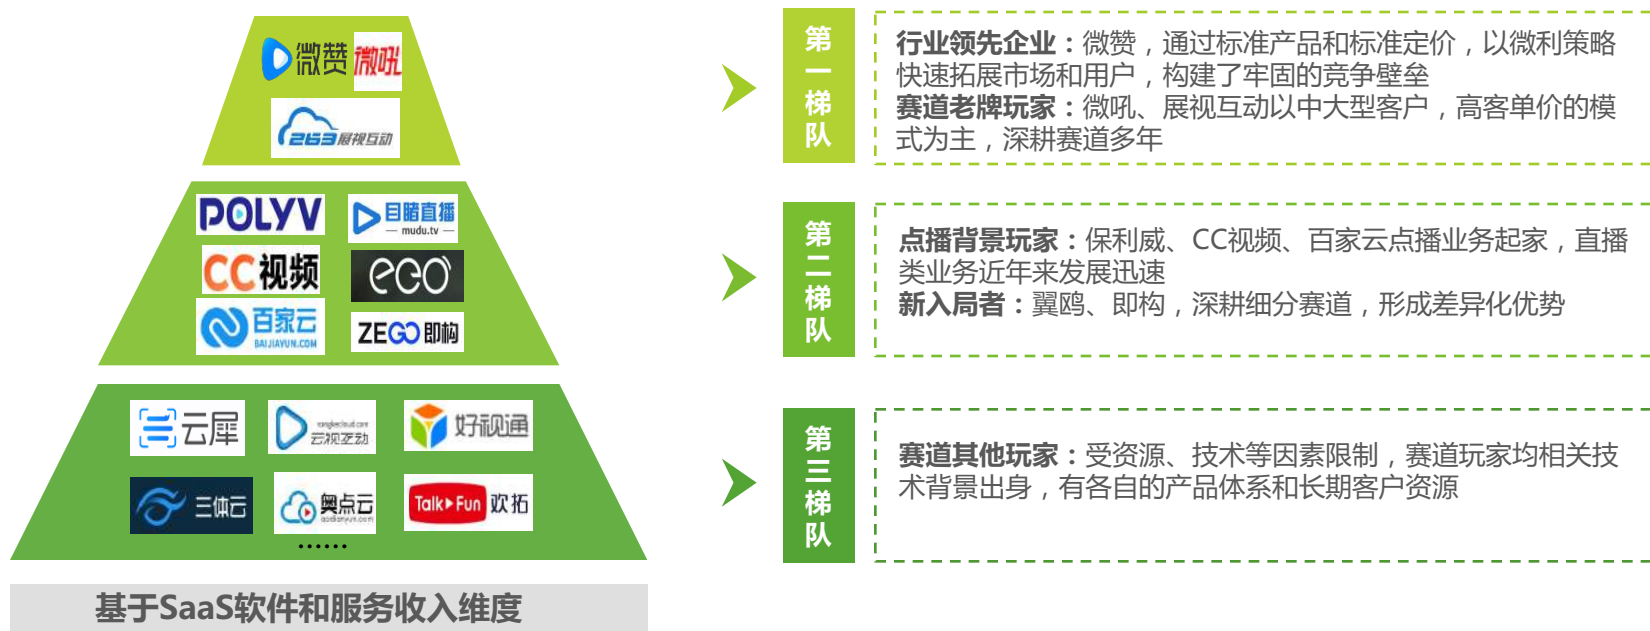 微赞
微吼
263展视互动
POLYV
目睹直播
mudu.tv
CC视频
eeo
百家云
BAIJIAYUN.COM
ZEGO即构
云犀
云视互动
好视通
三体云
奥点云
aodianyun.com
Talk Fun 欢拓
······
基于SaaS软件和服务收入维度
第一梯队
行业领先企业：微赞，通过标准产品和标准定价，以微利策略
快速拓展市场和用户，构建了牢固的竞争壁垒
赛道老牌玩家：微吼、展视互动以中大型客户，高客单价的模
式为主，深耕赛道多年
第二梯队
点播背景玩家：保利威、CC视频、百家云点播业务起家，直播
类业务近年来发展迅速
新入局者：翼鸥、即构，深耕细分赛道，形成差异化优势
第三梯队
赛道其他玩家：受资源、技术等因素限制，赛道玩家均相关技
术背景出身，有各自的产品体系和长期客户资源